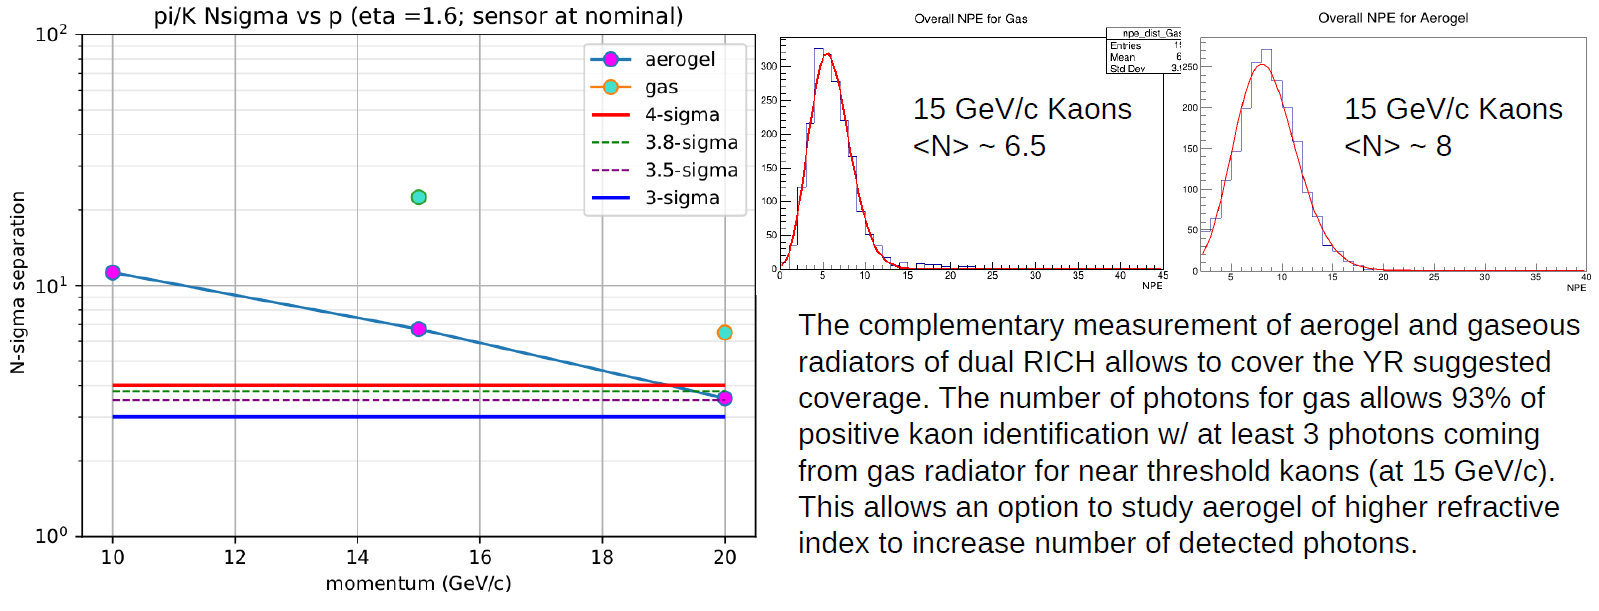 pi/K Nsigma vs p (eta =1.6; sensor at nominal)
10²
10¹
10⁰
N-sigma separation
aerogel
gas
4-sigma
3.8-sigma
3.5-sigma
3-sigma
10 12 14 16 18 20
momentum (GeV/c)
Overall NPE for Gas
npe_dist_Gas
Entries
Mean 6
Std Dev 3.
300
250
200
150
100
50
0
0 5 10 15 20 25 30 35 40 45
NPE
15 GeV/c Kaons
<N> ~ 6.5
Overall NPE for Aerogel
250
200
150
100
50
0
5 10 15 20 25 30 35 40
NPE
15 GeV/c Kaons
<N> ~ 8
The complementary measurement of aerogel and gaseous
radiators of dual RICH allows to cover the YR suggested
coverage. The number of photons for gas allows 93% of
positive kaon identification w/ at least 3 photons coming
from gas radiator for near threshold kaons (at 15 GeV/c).
This allows an option to study aerogel of higher refractive
index to increase number of detected photons.